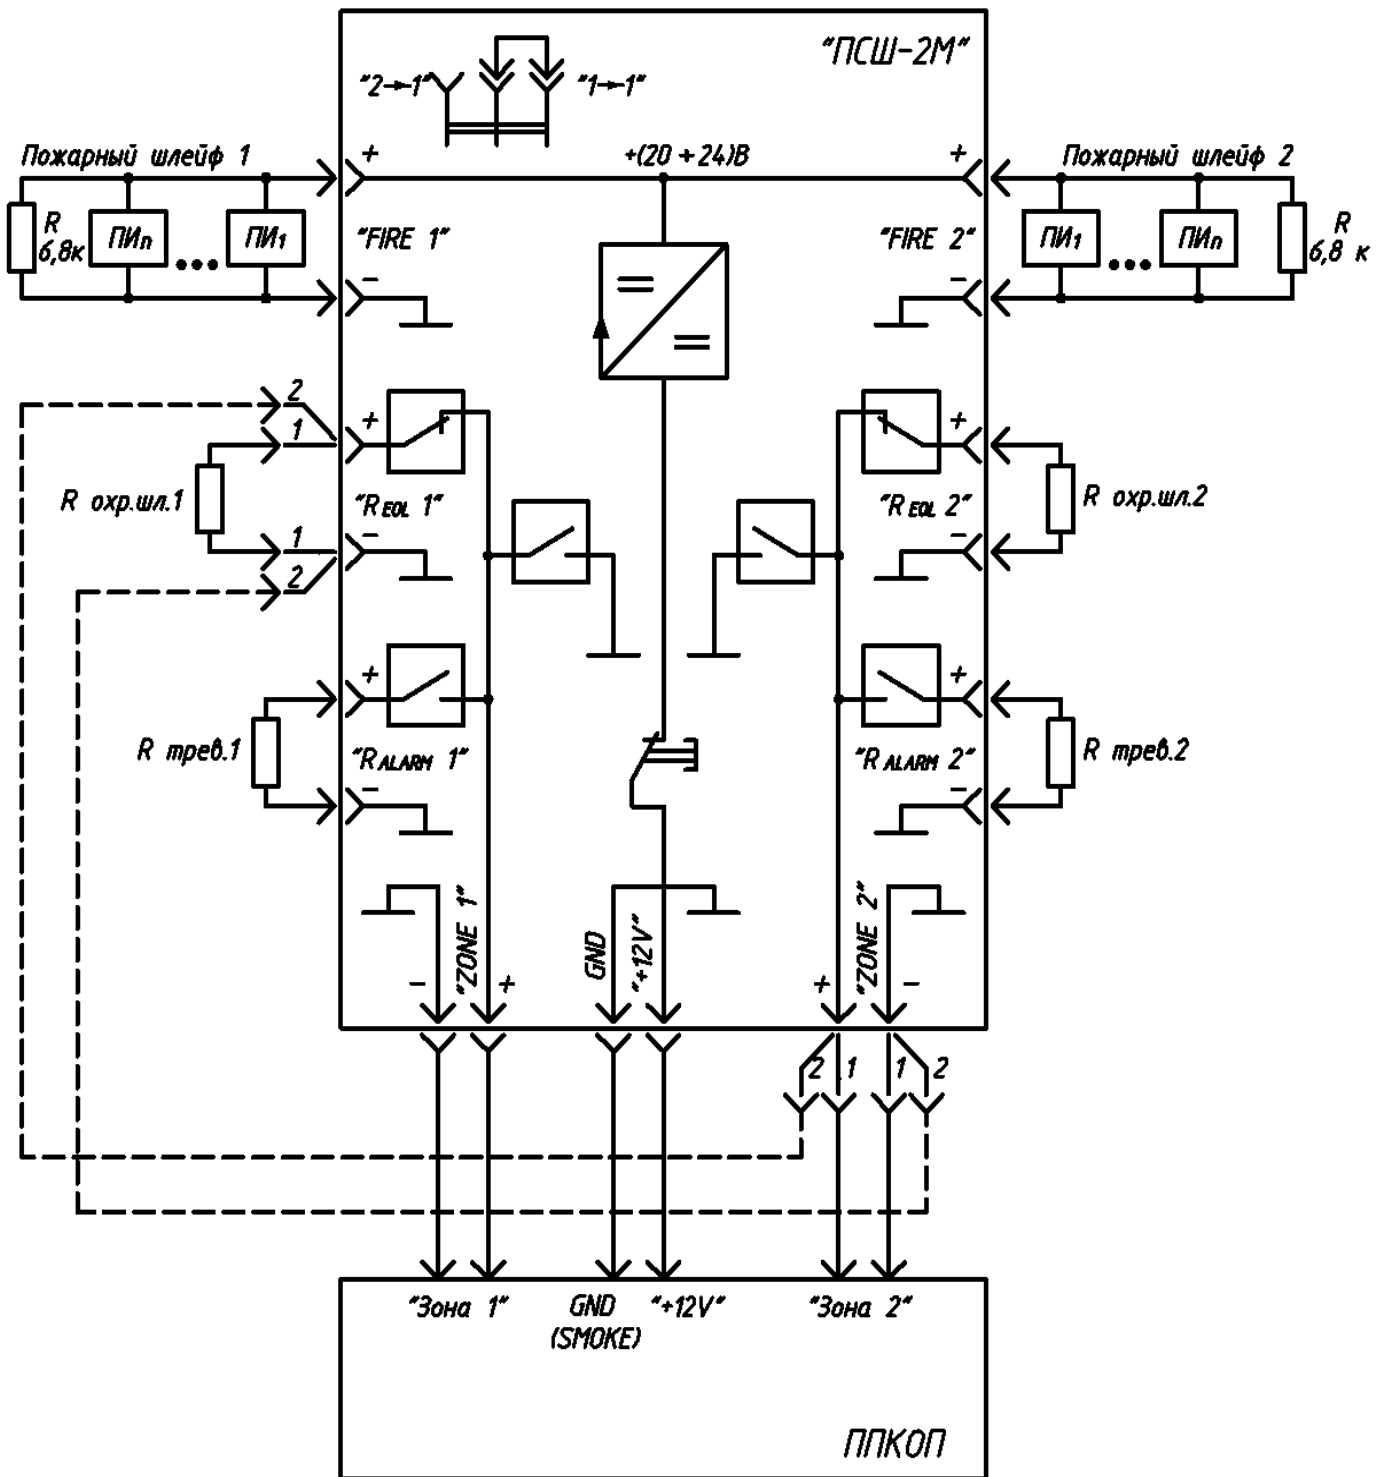 "ПСШ-2М"
"2→1"
"1→1"
Пожарный шлейф 1
+
+(20 ÷ 24)В
+
Пожарный шлейф 2
R
6,8к
ПИп
ПИ1
"FIRE 1"
"FIRE 2"
ПИ1
ПИп
R
6,8 к
-
-
2
1
+
+
R охр.шл.1
"REOL 1"
"REOL 2"
R охр.шл.2
1
-
-
2
+
+
R трев.1
"RALARM 1"
"RALARM 2"
R трев.2
-
-
-
"ZONE 1"
+
GND
"+12V"
+
"ZONE 2"
-
2
1
1
2
"Зона 1"
GND
(SMOKE)
"+12V"
"Зона 2"
ППКОП